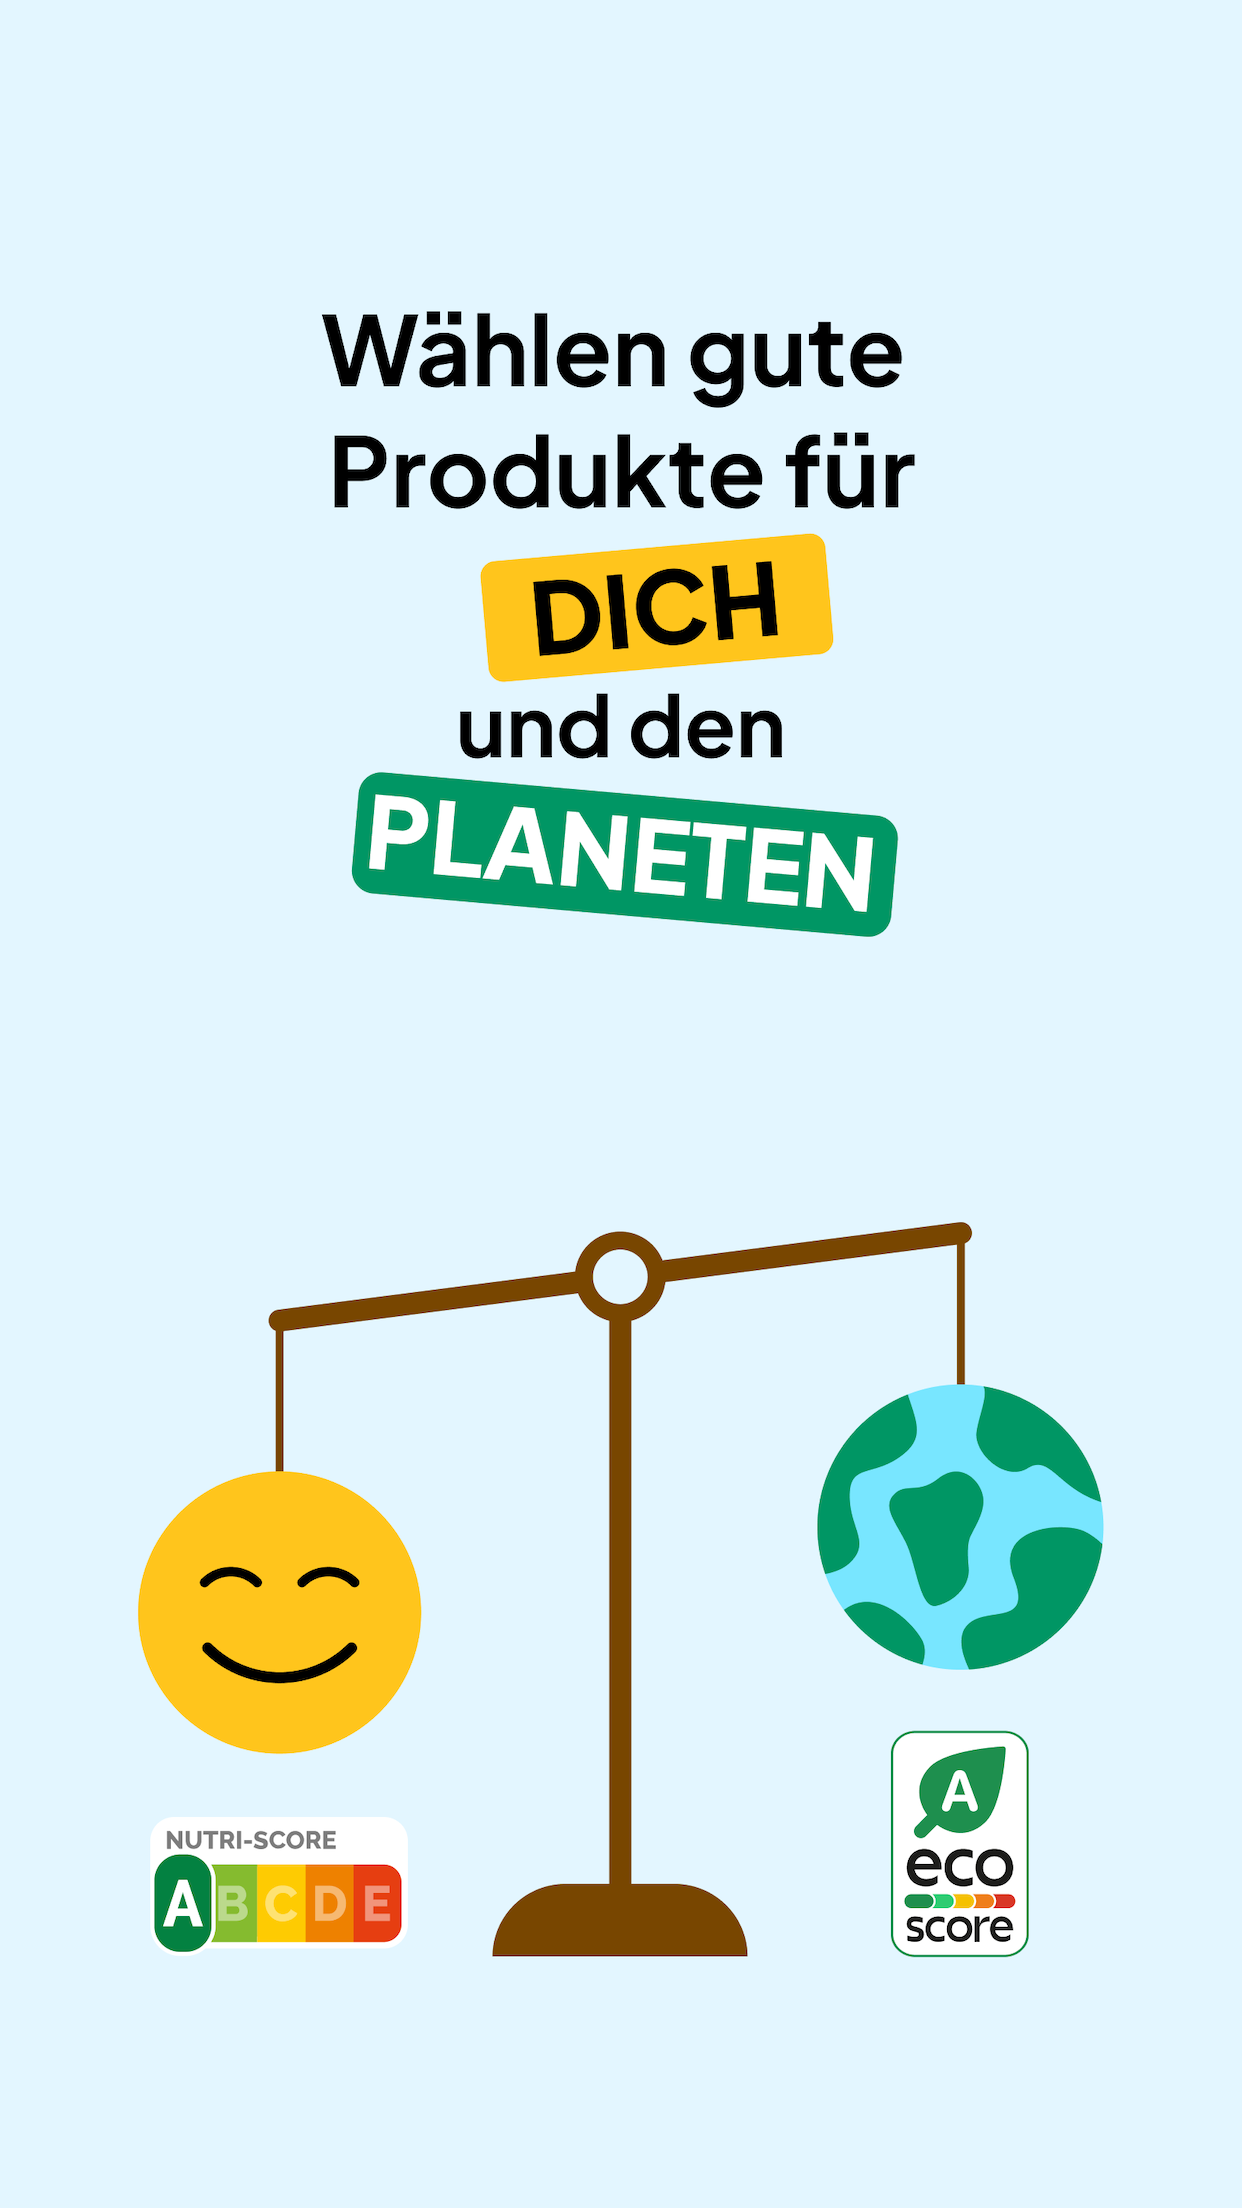 Wählen gute
Produkte für
DICH
und den
PLANETEN
NUTRI-SCORE
A B C D E
A
eco
score